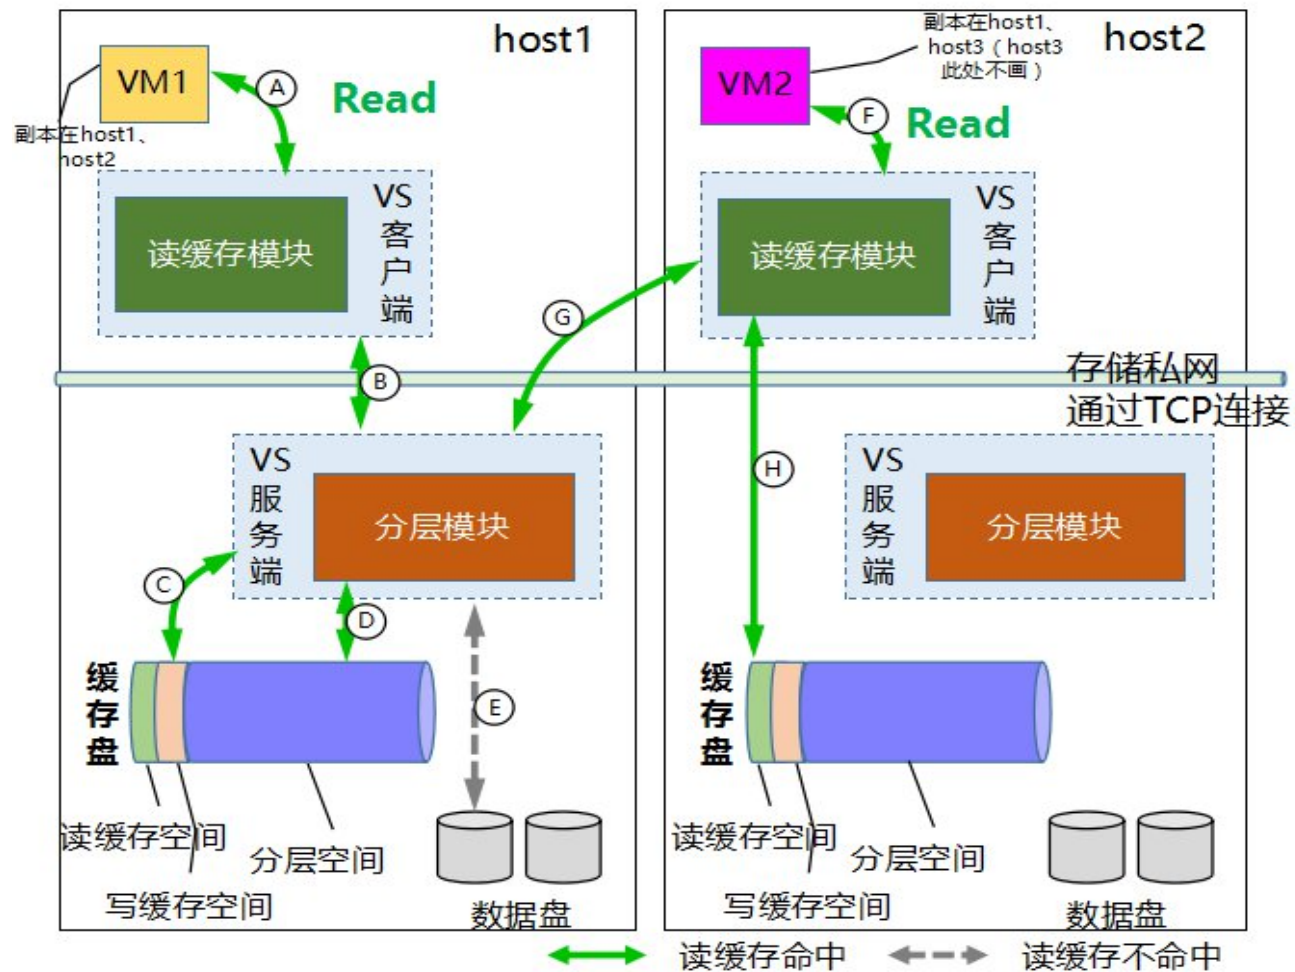 host1
host2
VM1
A
Read
副本在host1、
host2
VM2
副本在host1、
host3（host3
此处不画）
F
Read
读缓存模块
VS
客
户
端
读缓存模块
VS
客
户
端
G
B
存储私网
通过TCP连接
VS
服
务
端
分层模块
H
VS
服
务
端
分层模块
C
D
E
缓
存
盘
读缓存空间
写缓存空间
分层空间
数据盘
缓
存
盘
读缓存空间
写缓存空间
分层空间
数据盘
读缓存命中
读缓存不命中